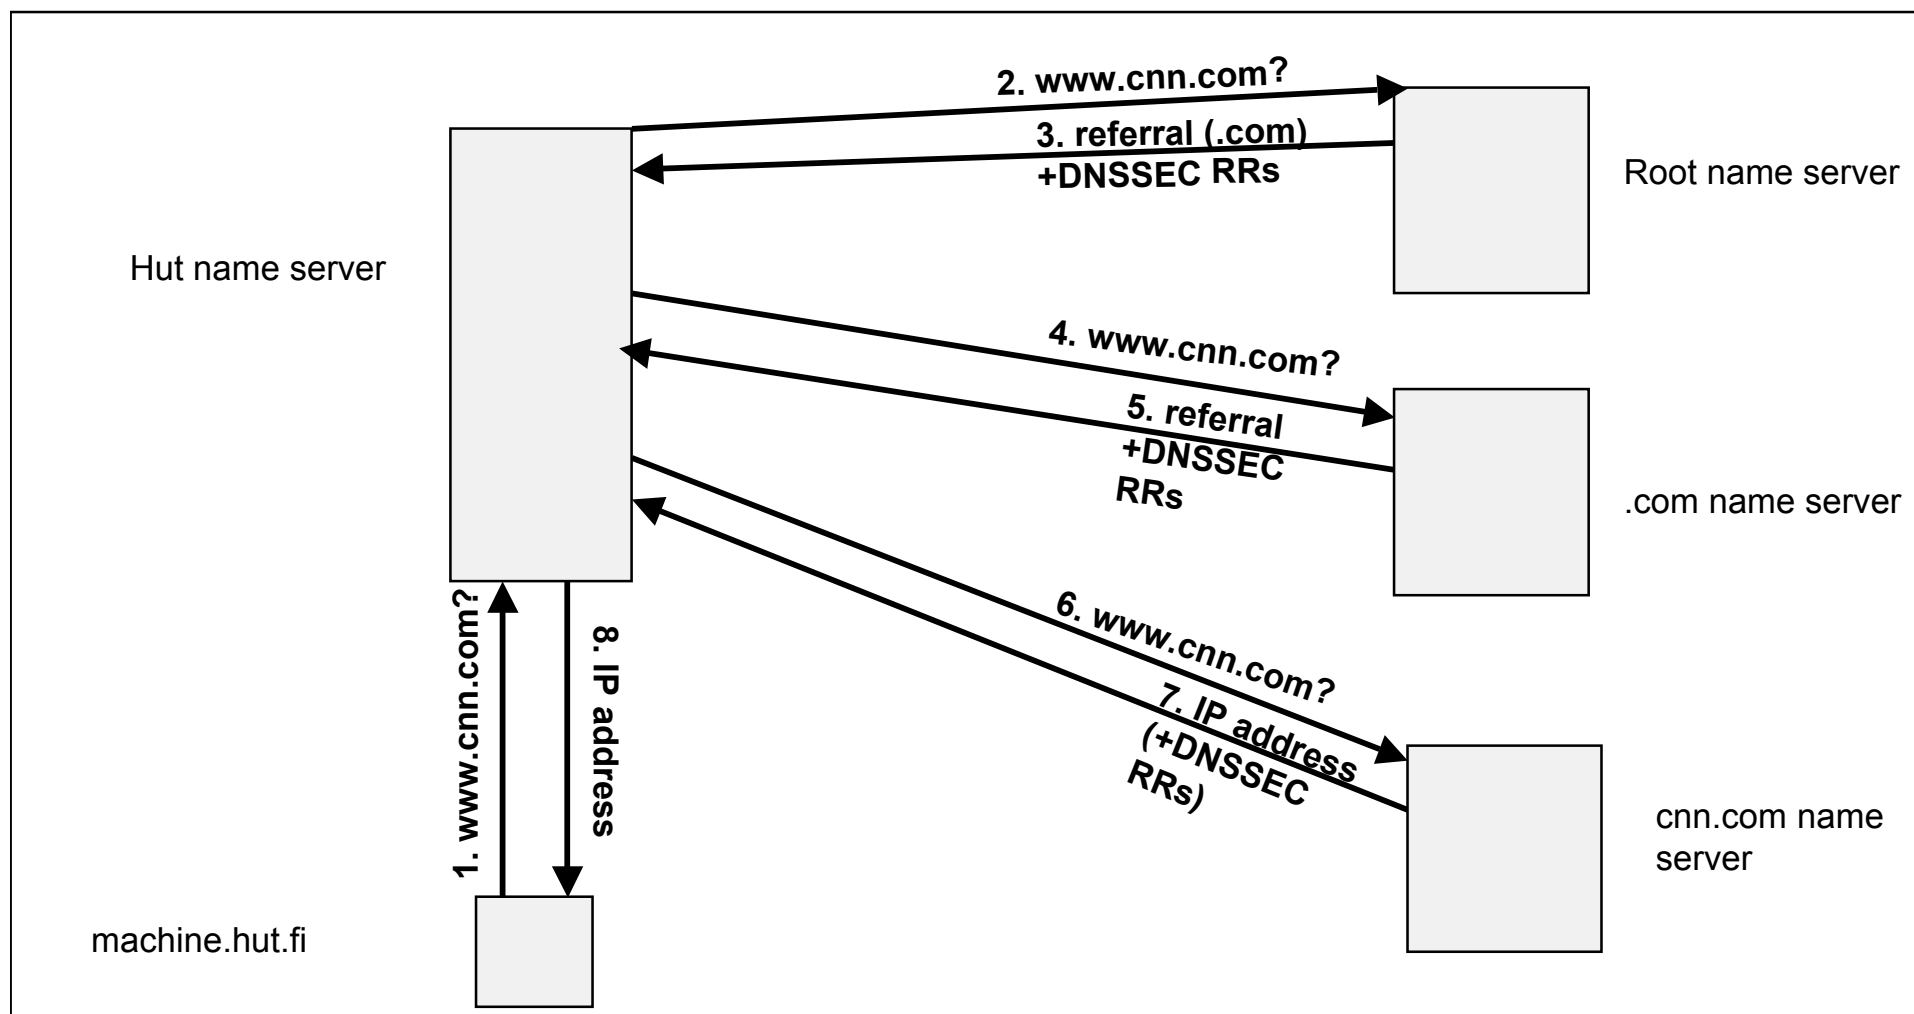 2. www.cnn.com?
3. referral (.com)
+DNSSEC RRs
Root name server
Hut name server
4. www.cnn.com?
5. referral
+DNSSEC
RRs
.com name server
1. www.cnn.com?
8. IP address
6. www.cnn.com?
7. IP address
(+DNSSEC
RRs)
cnn.com name
server
machine.hut.fi